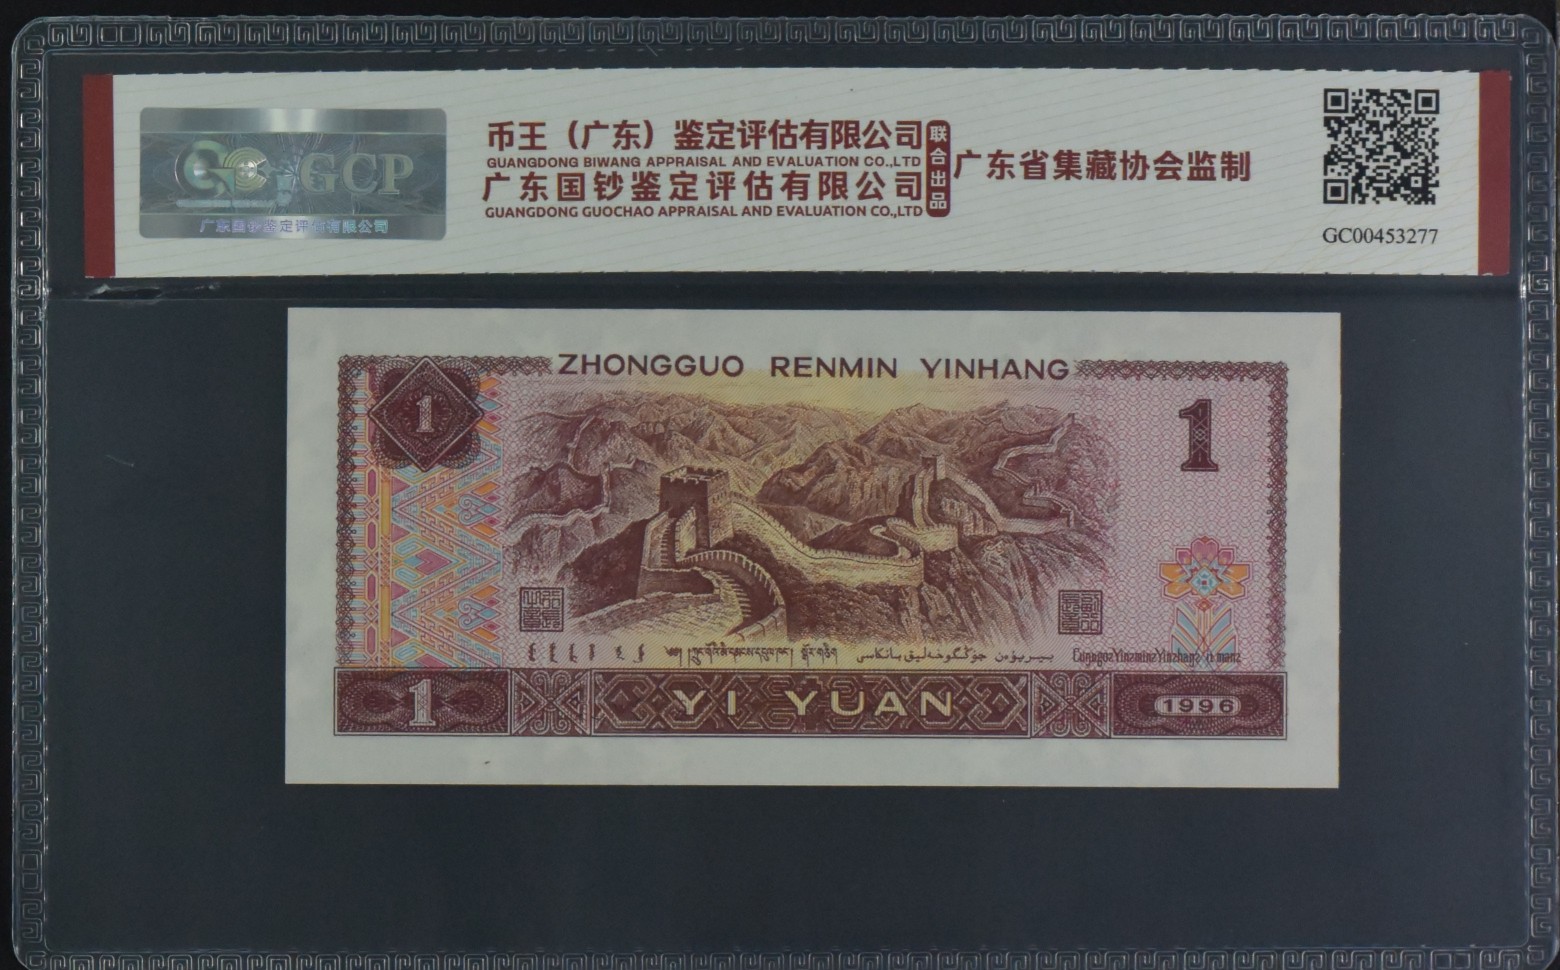 GCP
广东国钞鉴定评估有限公司
币王（广东）鉴定评估有限公司
GUANGDONG BIWANG APPRAISAL AND EVALUATION CO.,LTD
广东国钞鉴定评估有限公司
GUANGDONG GUOCHAO APPRAISAL AND EVALUATION CO.,LTD
联合出品
广东省集藏协会监制
GC00453277
ZHONGGUO RENMIN YINHANG
1
1
جۇڭگوخەلىق بانكاسى بىريۈەن
1
YI YUAN
1996